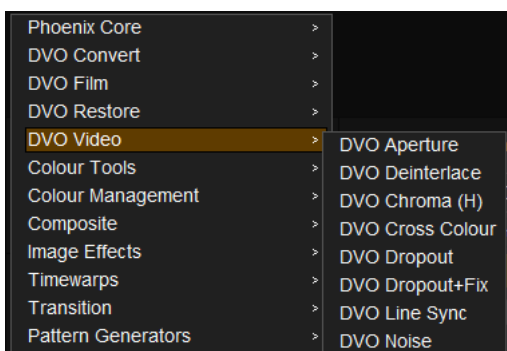 Phoenix Core >
DVO Convert >
DVO Film >
DVO Restore >
DVO Video >
Colour Tools >
Colour Management >
Composite >
Image Effects >
Timewarps >
Transition >
Pattern Generators >
DVO Aperture
DVO Deinterlace
DVO Chroma (H)
DVO Cross Colour
DVO Dropout
DVO Dropout+Fix
DVO Line Sync
DVO Noise